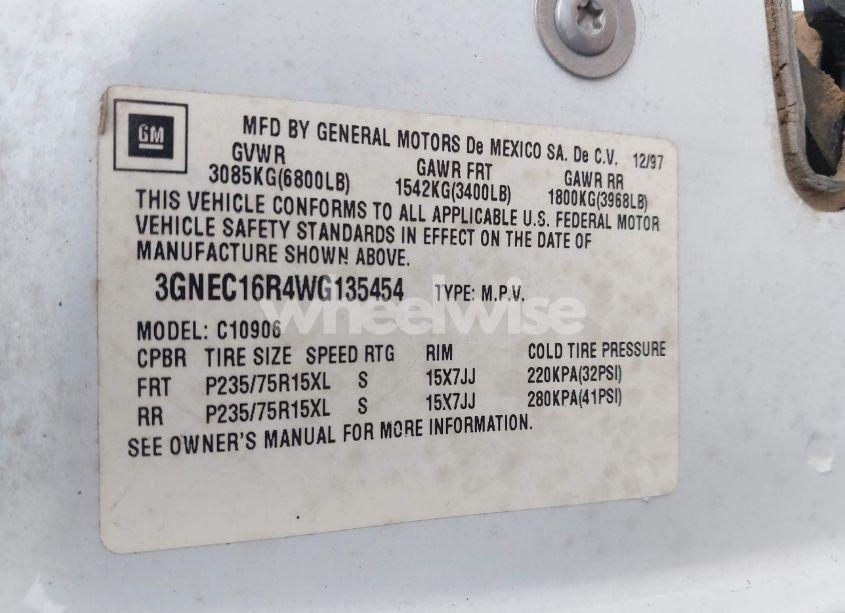 GM
MFD BY GENERAL MOTORS De MEXICO SA. De C.V. 12/97
GVWR GAWR FRT GAWR RR
3085KG(6800LB) 1542KG(3400LB) 1800KG(3968LB)
THIS VEHICLE CONFORMS TO ALL APPLICABLE U.S. FEDERAL MOTOR
VEHICLE SAFETY STANDARDS IN EFFECT ON THE DATE OF
MANUFACTURE SHOWN ABOVE.
3GNEC16R4WG135454 TYPE: M.P.V.
wheelwise
MODEL: C10906
CPBR TIRE SIZE SPEED RTG RIM COLD TIRE PRESSURE
FRT P235/75R15XL S 15X7JJ 220KPA(32PSI)
RR P235/75R15XL S 15X7JJ 280KPA(41PSI)
SEE OWNER'S MANUAL FOR MORE INFORMATION.